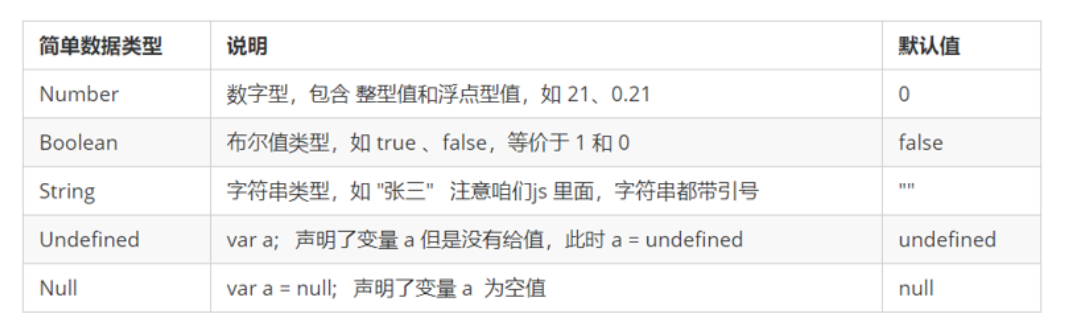 简单数据类型 说明 默认值
Number 数字型，包含 整型值和浮点型值，如 21、0.21 0
Boolean 布尔值类型，如 true 、false，等价于 1 和 0 false
String 字符串类型，如 "张三" 注意咱们js 里面，字符串都带引号 ""
Undefined var a; 声明了变量 a 但是没有给值，此时 a = undefined undefined
Null var a = null; 声明了变量 a 为空值 null